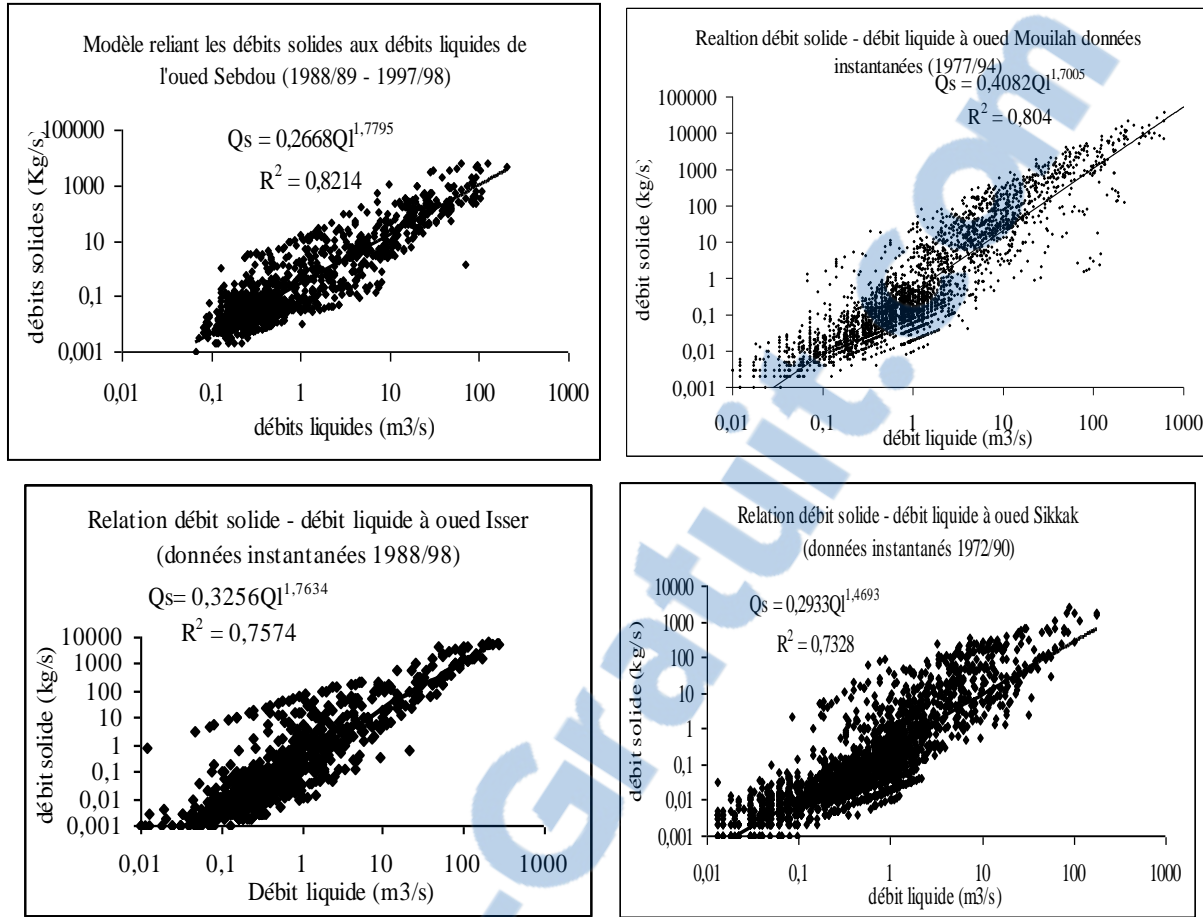 Modèle reliant les débits solides aux débits liquides de
l'oued Sebdou (1988/89 - 1997/98)
Qs = 0,2668Ql^1,7795
R² = 0,8214
débits solides (Kg/s)
100000
1000
10
0,1
0,001
0,01 0,1 1 10 100 1000
débits liquides (m3/s)
Realtion débit solide - débit liquide à oued Mouilah données
instantanées (1977/94)
Qs = 0,4082Ql^1,7005
R² = 0,804
débit solide (kg/s)
100000
10000
1000
100
10
1
0,1
0,01
0,001
0,01 0,1 1 10 100 1000
débit liquide (m3/s)
Relation débit solide - débit liquide à oued Isser
(données instantanées 1988/98)
Qs= 0,3256Ql^1,7634
R² = 0,7574
débit solide (kg/s)
10000
1000
100
10
1
0,1
0,01
0,001
0,01 0,1 1 10 100 1000
Débit liquide (m3/s)
Relation débit solide - débit liquide à oued Sikkak
(données instantanés 1972/90)
Qs = 0,2933Ql^1,4693
R² = 0,7328
débit solide (kg/s)
10000
1000
100
10
1
0,1
0,01
0,001
0,01 0,1 1 10 100 1000
débit liquide (m3/s)
-Gratuit.com